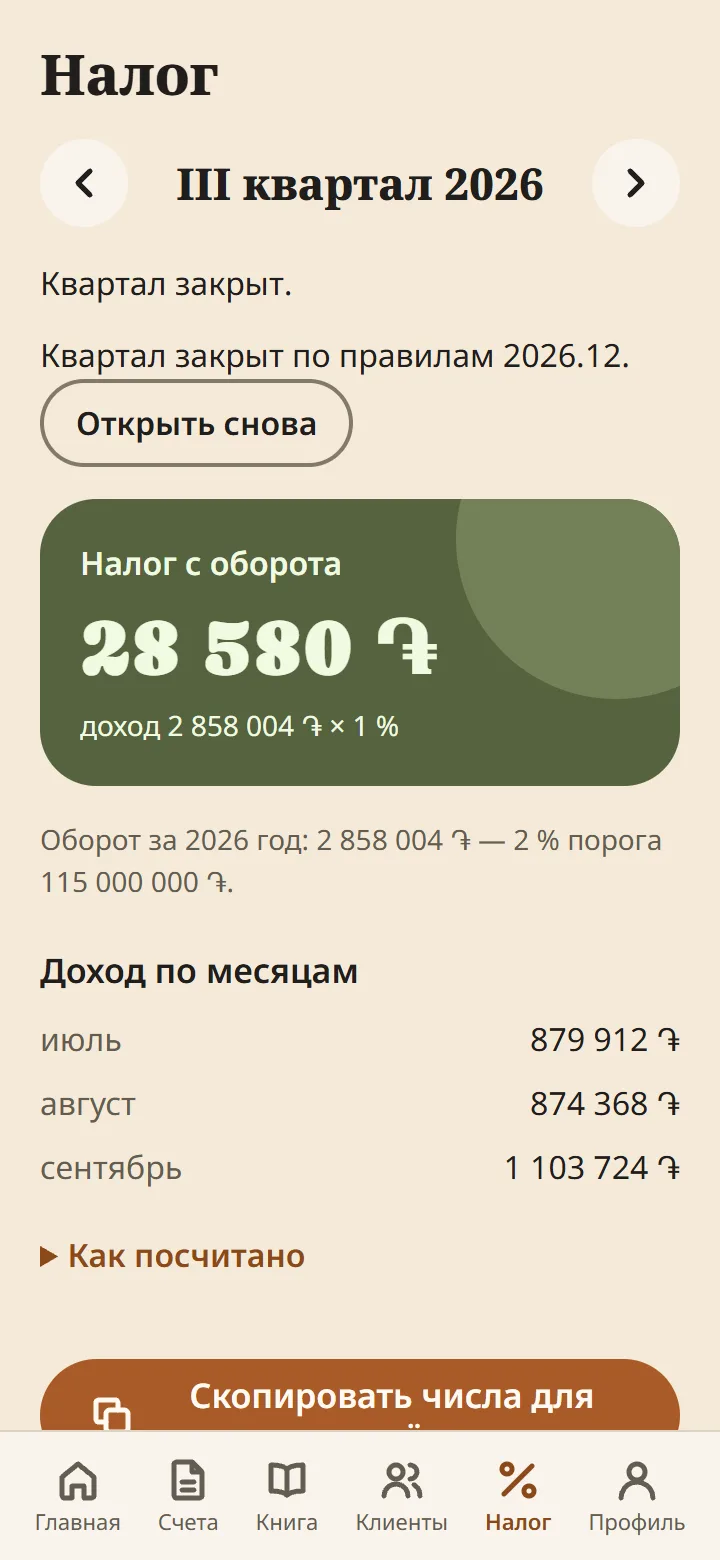 Налог
III квартал 2026
Квартал закрыт.
Квартал закрыт по правилам 2026.12.
Открыть снова
Налог с оборота
28 580 ֏
доход 2 858 004 ֏ × 1 %
Оборот за 2026 год: 2 858 004 ֏ — 2 % порога
115 000 000 ֏.
Доход по месяцам
июль 879 912 ֏
август 874 368 ֏
сентябрь 1 103 724 ֏
Как посчитано
Скопировать числа для
Главная Счета Книга Клиенты Налог Профиль